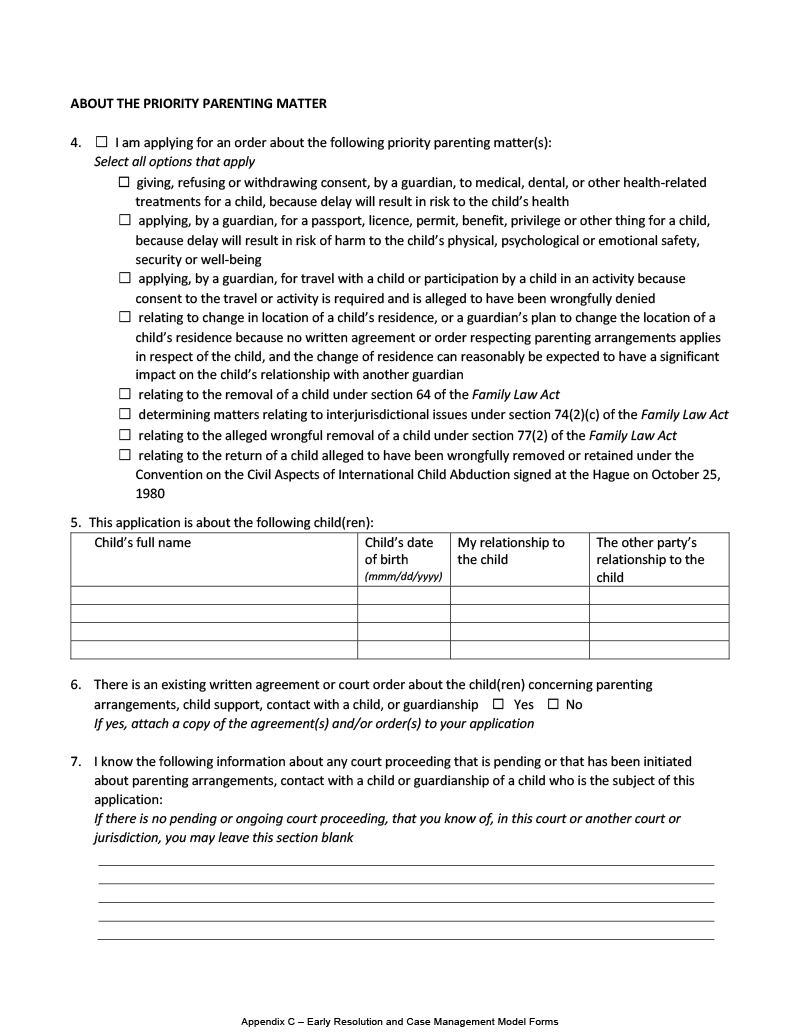 ABOUT THE PRIORITY PARENTING MATTER
4. ☐ I am applying for an order about the following priority parenting matter(s):
Select all options that apply
☐ giving, refusing or withdrawing consent, by a guardian, to medical, dental, or other health-related
treatments for a child, because delay will result in risk to the child’s health
☐ applying, by a guardian, for a passport, licence, permit, benefit, privilege or other thing for a child,
because delay will result in risk of harm to the child’s physical, psychological or emotional safety,
security or well-being
☐ applying, by a guardian, for travel with a child or participation by a child in an activity because
consent to the travel or activity is required and is alleged to have been wrongfully denied
☐ relating to change in location of a child’s residence, or a guardian’s plan to change the location of a
child’s residence because no written agreement or order respecting parenting arrangements applies
in respect of the child, and the change of residence can reasonably be expected to have a significant
impact on the child’s relationship with another guardian
☐ relating to the removal of a child under section 64 of the Family Law Act
☐ determining matters relating to interjurisdictional issues under section 74(2)(c) of the Family Law Act
☐ relating to the alleged wrongful removal of a child under section 77(2) of the Family Law Act
☐ relating to the return of a child alleged to have been wrongfully removed or retained under the
Convention on the Civil Aspects of International Child Abduction signed at the Hague on October 25,
1980
5. This application is about the following child(ren):
Child’s full name
Child’s date
of birth
(mmm/dd/yyyy)
My relationship to
the child
The other party’s
relationship to the
child
6. There is an existing written agreement or court order about the child(ren) concerning parenting
arrangements, child support, contact with a child, or guardianship ☐ Yes ☐ No
If yes, attach a copy of the agreement(s) and/or order(s) to your application
7. I know the following information about any court proceeding that is pending or that has been initiated
about parenting arrangements, contact with a child or guardianship of a child who is the subject of this
application:
If there is no pending or ongoing court proceeding, that you know of, in this court or another court or
jurisdiction, you may leave this section blank
Appendix C – Early Resolution and Case Management Model Forms